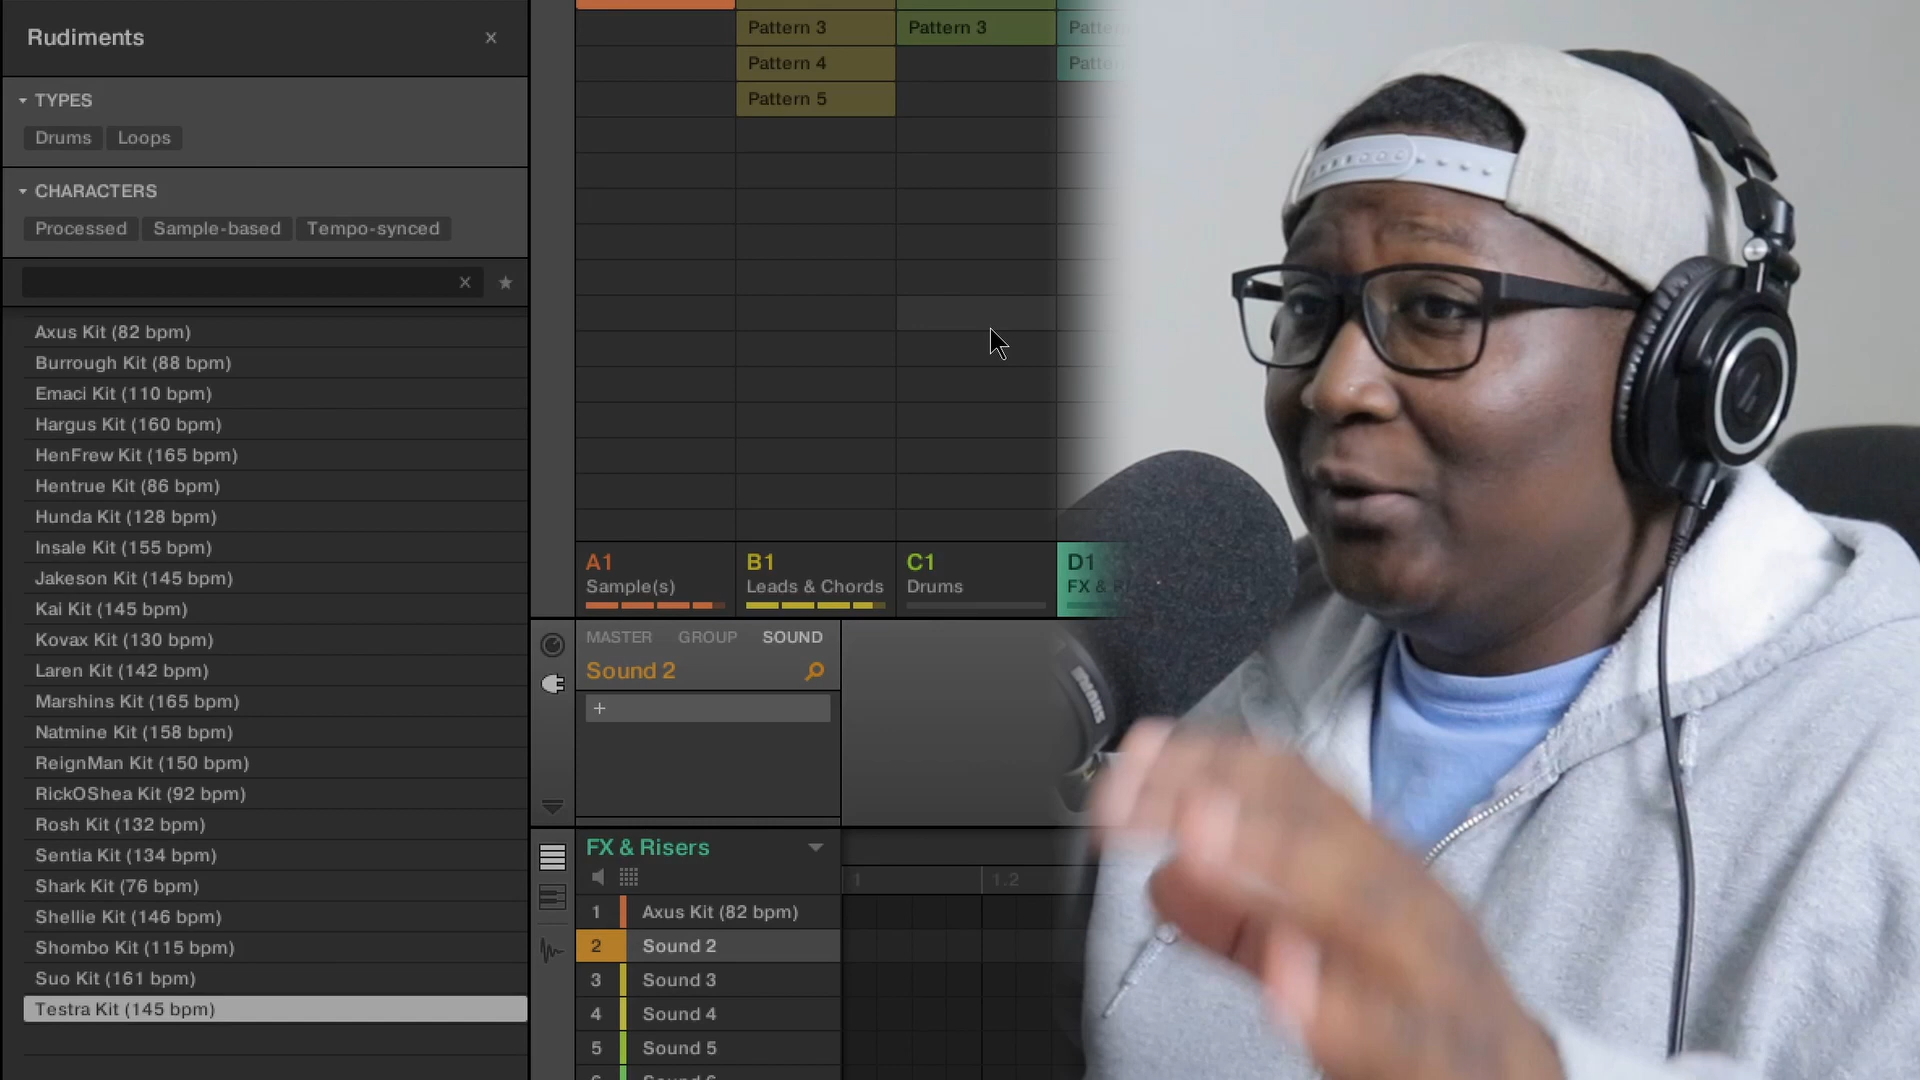 Rudiments
TYPES
Drums Loops
CHARACTERS
Processed Sample-based Tempo-synced
Axus Kit (82 bpm)
Burrough Kit (88 bpm)
Emaci Kit (110 bpm)
Hargus Kit (160 bpm)
HenFrew Kit (165 bpm)
Hentrue Kit (86 bpm)
Hunda Kit (128 bpm)
Insale Kit (155 bpm)
Jakeson Kit (145 bpm)
Kai Kit (145 bpm)
Kovax Kit (130 bpm)
Laren Kit (142 bpm)
Marshins Kit (165 bpm)
Natmine Kit (158 bpm)
ReignMan Kit (150 bpm)
RickOShea Kit (92 bpm)
Rosh Kit (132 bpm)
Sentia Kit (134 bpm)
Shark Kit (76 bpm)
Shellie Kit (146 bpm)
Shombo Kit (115 bpm)
Suo Kit (161 bpm)
Testra Kit (145 bpm)
Pattern 3 Pattern 3
Pattern 4
Pattern 5
A1 B1 C1 D1
Sample(s) Leads & Chords Drums FX &
MASTER GROUP SOUND
Sound 2
+
FX & Risers
1 1.2
1 Axus Kit (82 bpm)
2 Sound 2
3 Sound 3
4 Sound 4
5 Sound 5